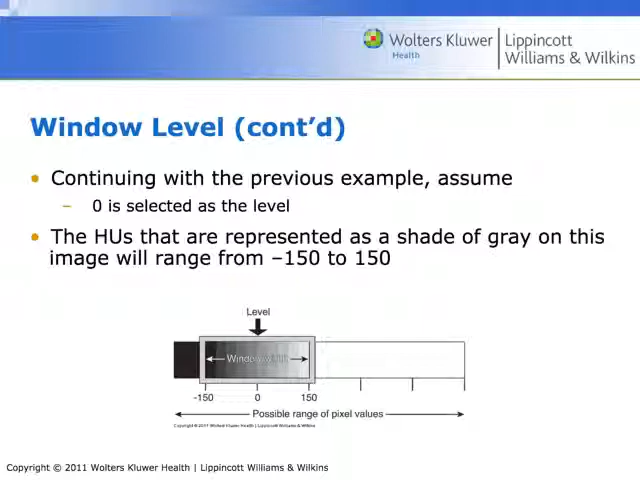 Wolters Kluwer
Health
Lippincott
Williams & Wilkins
Window Level (cont’d)
• Continuing with the previous example, assume
– 0 is selected as the level
• The HUs that are represented as a shade of gray on this
image will range from –150 to 150
Level
Window width
-150 0 150
Possible range of pixel values
Copyright © 2011 Wolters Kluwer Health | Lippincott Williams & Wilkins
Copyright © 2011 Wolters Kluwer Health | Lippincott Williams & Wilkins